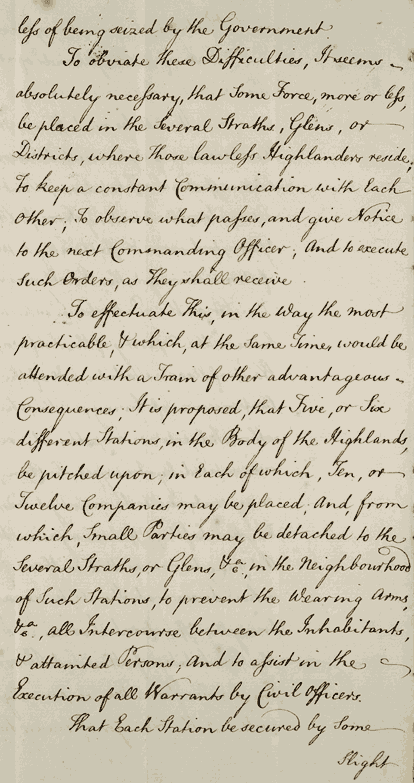 less of being seized by the Government.
To obviate these Difficulties, It seems
absolutely necessary, that Some Force, more or less,
be placed in the Several Straths, Glens, or
Districts, where those lawless Highlanders reside,
To keep a constant Communication with Each
Other; To observe what passes, and give Notice
to the next Commanding Officer; And to execute
such Orders, as They shall receive.
To effectuate This, in the Way the most
practicable, & which, at the Same Time, would be
attended with a Train of other advantageous
Consequences; It is proposed, that Five, or Six
different Stations, in the Body of the Highlands,
be pitched upon; in Each of which, Ten, or
Twelve Companies may be placed; And, from
which, Small Parties may be detached to the
Several Straths, or Glens, &ca, in the Neighbourhood
of Such Stations, to prevent the Wearing Arms,
&ca., all Intercourse between the Inhabitants,
& attainted Persons; And to assist in the
Execution of all Warrants by Civil Officers.
That Each Station be secured by Some
Slight